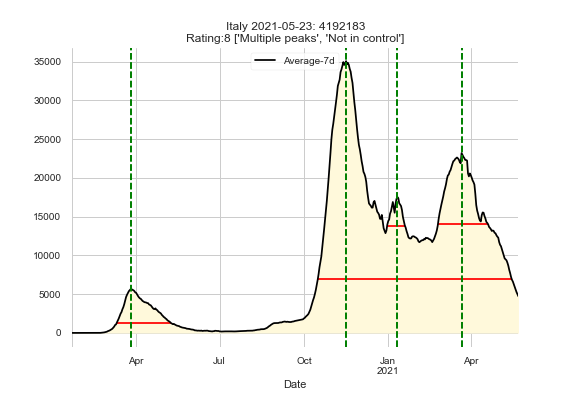 Italy 2021-05-23: 4192183
Rating:8 ['Multiple peaks', 'Not in control']
Average-7d
35000
30000
25000
20000
15000
10000
5000
0
Apr
Jul
Oct
Jan
2021
Apr
Date